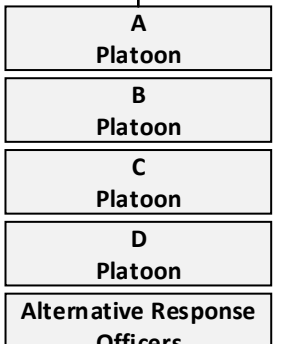 A
Platoon
B
Platoon
C
Platoon
D
Platoon
Alternative Response
Officers